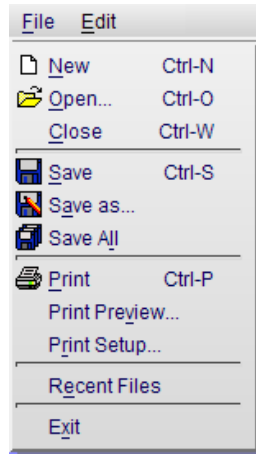 File Edit
New Ctrl-N
Open... Ctrl-O
Close Ctrl-W
Save Ctrl-S
Save as...
Save All
Print Ctrl-P
Print Preview...
Print Setup...
Recent Files
Exit